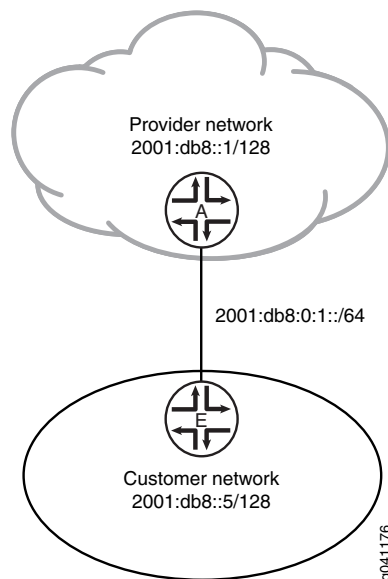 Provider network
2001:db8::1/128
A
2001:db8:0:1::/64
E
Customer network
2001:db8::5/128
g041176